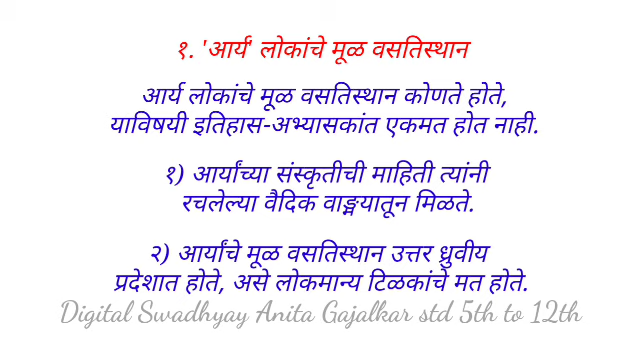 १. 'आर्य' लोकांचे मूळ वसतिस्थान
आर्य लोकांचे मूळ वसतिस्थान कोणते होते,
याविषयी इतिहास-अभ्यासकांत एकमत होत नाही.
१) आर्यांच्या संस्कृतीची माहिती त्यांनी
रचलेल्या वैदिक वाङ्मयातून मिळते.
२) आर्यांचे मूळ वसतिस्थान उत्तर ध्रुवीय
प्रदेशात होते, असे लोकमान्य टिळकांचे मत होते.
Digital Swadhyay Anita Gajalkar std 5th to 12th